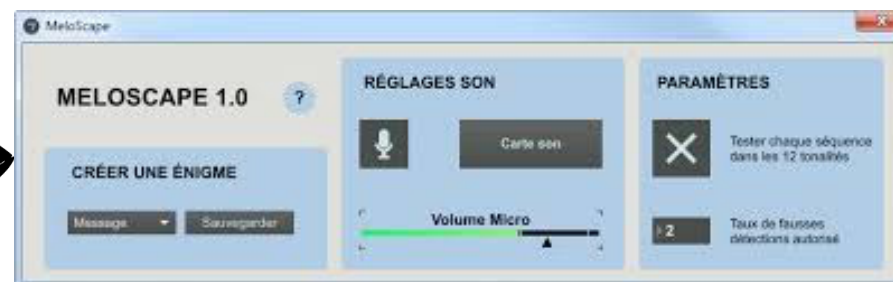 MeloScape
MELOSCAPE 1.0 ?
CRÉER UNE ÉNIGME
Message Sauvegarder
RÉGLAGES SON
Carte son
Volume Micro
PARAMÈTRES
Tester chaque séquence
dans les 12 tonalités
2
Taux de fausses
détections autorisé